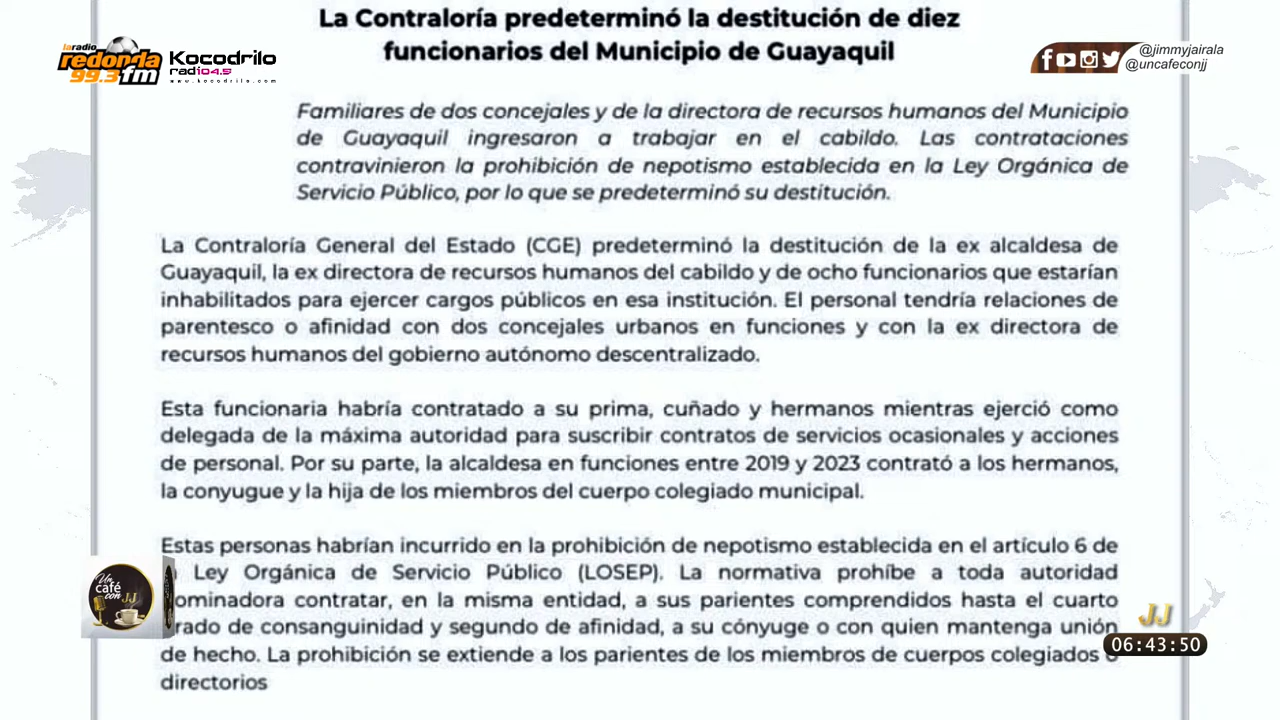 La Contraloría predeterminó la destitución de diez
funcionarios del Municipio de Guayaquil
la radio
redonda
99.3 fm
Kocodrilo
radio 104.5
www.kocodrilo.com
@jimmyjairala
@uncafeconjj
Familiares de dos concejales y de la directora de recursos humanos del Municipio
de Guayaquil ingresaron a trabajar en el cabildo. Las contrataciones
contravinieron la prohibición de nepotismo establecida en la Ley Orgánica de
Servicio Público, por lo que se predeterminó su destitución.
La Contraloría General del Estado (CGE) predeterminó la destitución de la ex alcaldesa de
Guayaquil, la ex directora de recursos humanos del cabildo y de ocho funcionarios que estarían
inhabilitados para ejercer cargos públicos en esa institución. El personal tendría relaciones de
parentesco o afinidad con dos concejales urbanos en funciones y con la ex directora de
recursos humanos del gobierno autónomo descentralizado.
Esta funcionaria habría contratado a su prima, cuñado y hermanos mientras ejerció como
delegada de la máxima autoridad para suscribir contratos de servicios ocasionales y acciones
de personal. Por su parte, la alcaldesa en funciones entre 2019 y 2023 contrató a los hermanos,
la conyugue y la hija de los miembros del cuerpo colegiado municipal.
Estas personas habrían incurrido en la prohibición de nepotismo establecida en el artículo 6 de
Ley Orgánica de Servicio Público (LOSEP). La normativa prohíbe a toda autoridad
ominadora contratar, en la misma entidad, a sus parientes comprendidos hasta el cuarto
rado de consanguinidad y segundo de afinidad, a su cónyuge o con quien mantenga unión
de hecho. La prohibición se extiende a los parientes de los miembros de cuerpos colegiados o
directorios
Un
café
con JJ
JJ
06:43:50